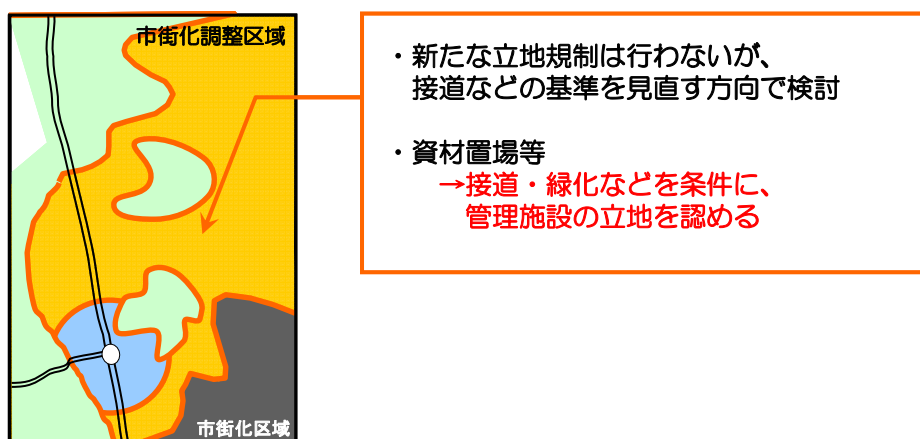 市街化調整区域
・新たな立地規制は行わないが、
接道などの基準を見直す方向で検討
・資材置場等
→接道・緑化などを条件に、
管理施設の立地を認める
市街化区域